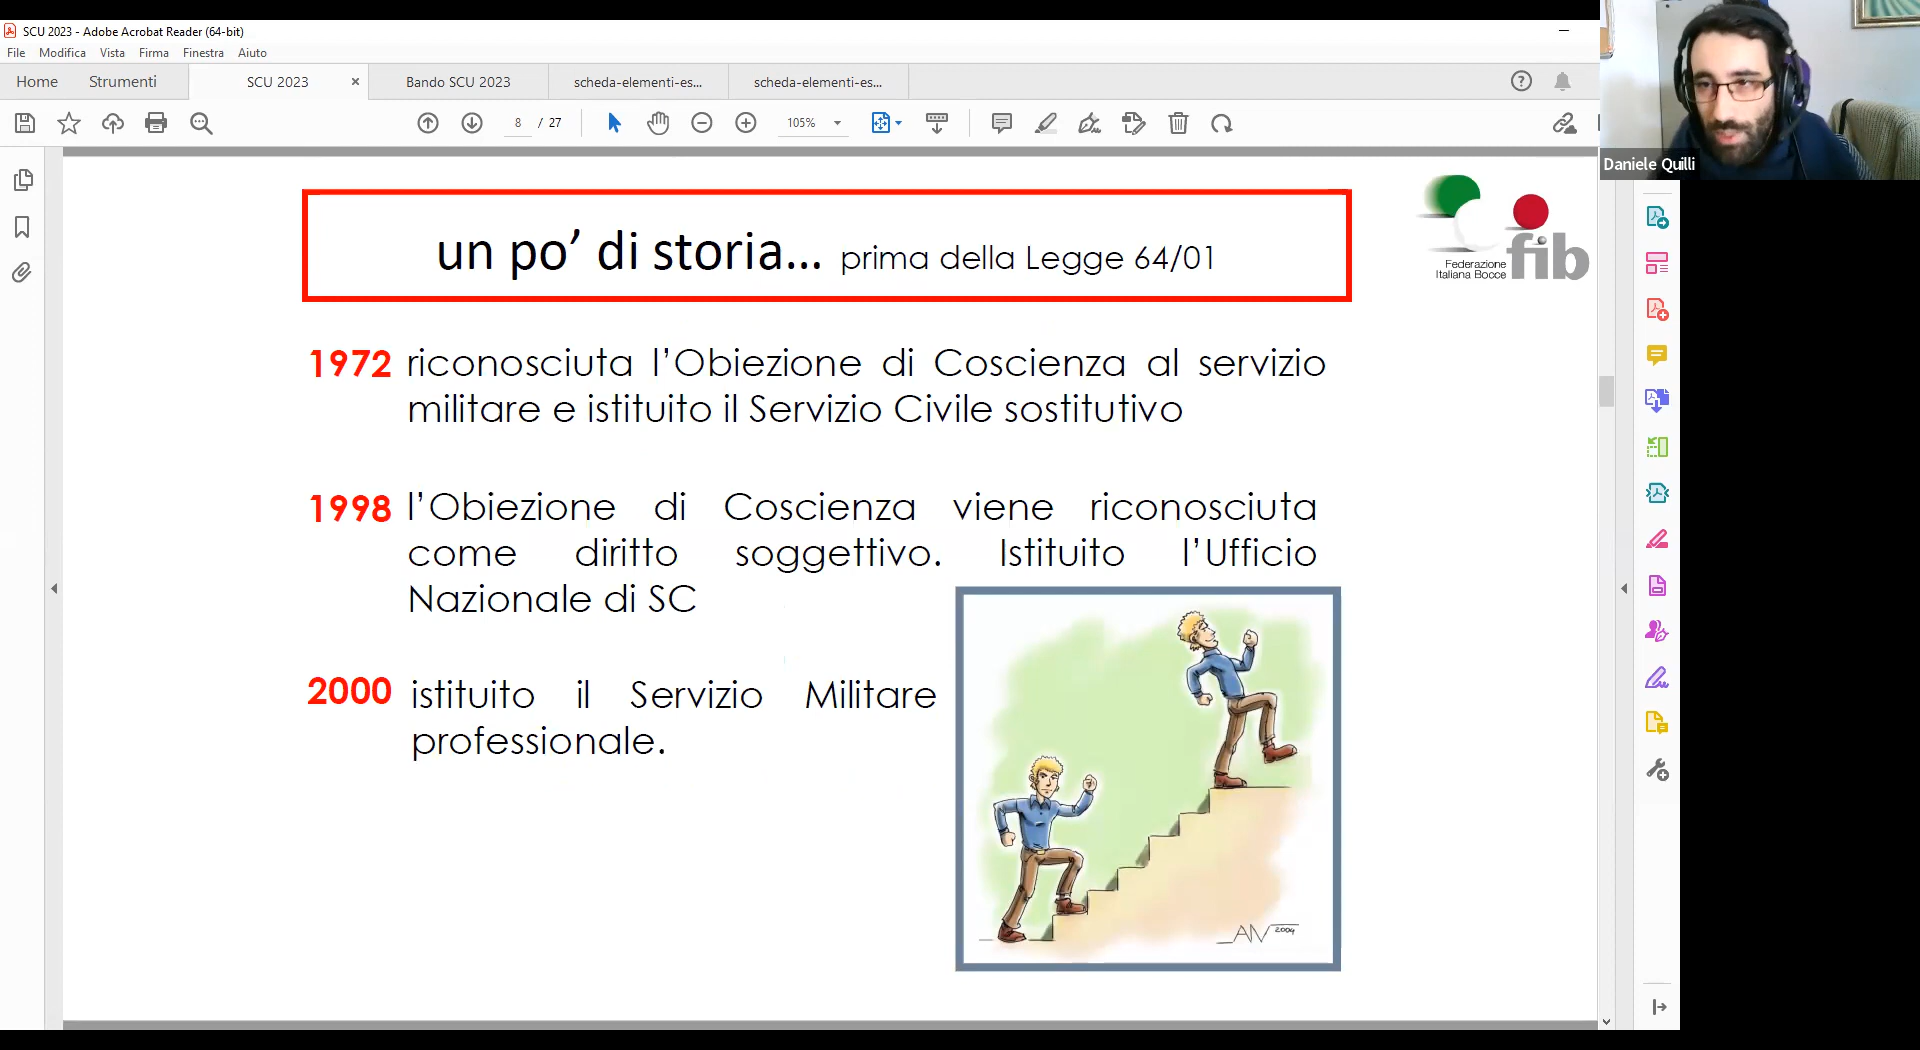 SCU 2023 - Adobe Acrobat Reader (64-bit)
File Modifica Vista Firma Finestra Aiuto
Home Strumenti SCU 2023 Bando SCU 2023 scheda-elementi-es... scheda-elementi-es...
8 / 27 105%
Daniele Quilli
un po’ di storia... prima della Legge 64/01
fib
Federazione
Italiana Bocce
1972 riconosciuta l’Obiezione di Coscienza al servizio
militare e istituito il Servizio Civile sostitutivo
1998 l’Obiezione di Coscienza viene riconosciuta
come diritto soggettivo. Istituito l’Ufficio
Nazionale di SC
2000 istituito il Servizio Militare
professionale.
AN 2004